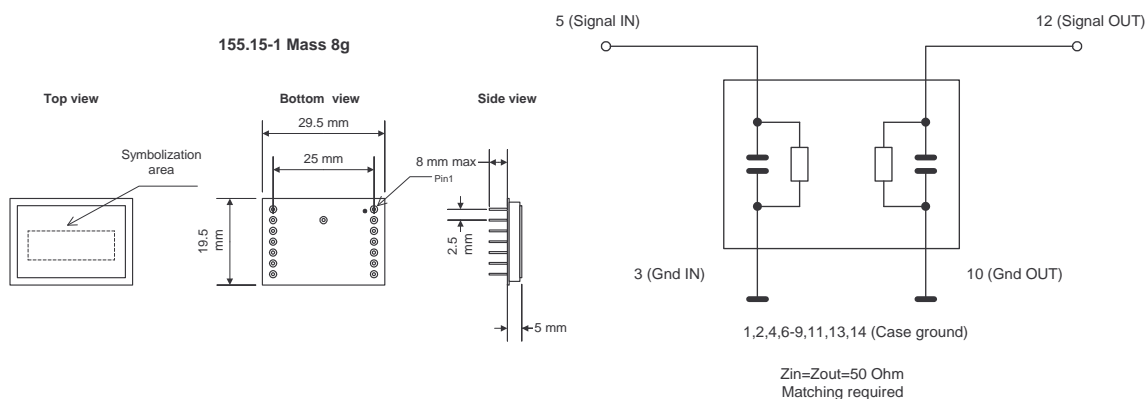 155.15-1 Mass 8g
Top view
Bottom view
Side view
Symbolization
area
29.5 mm
25 mm
Pin1
19.5
mm
8 mm max
2.5
mm
5 mm
5 (Signal IN)
12 (Signal OUT)
3 (Gnd IN)
10 (Gnd OUT)
1,2,4,6-9,11,13,14 (Case ground)
Zin=Zout=50 Ohm
Matching required